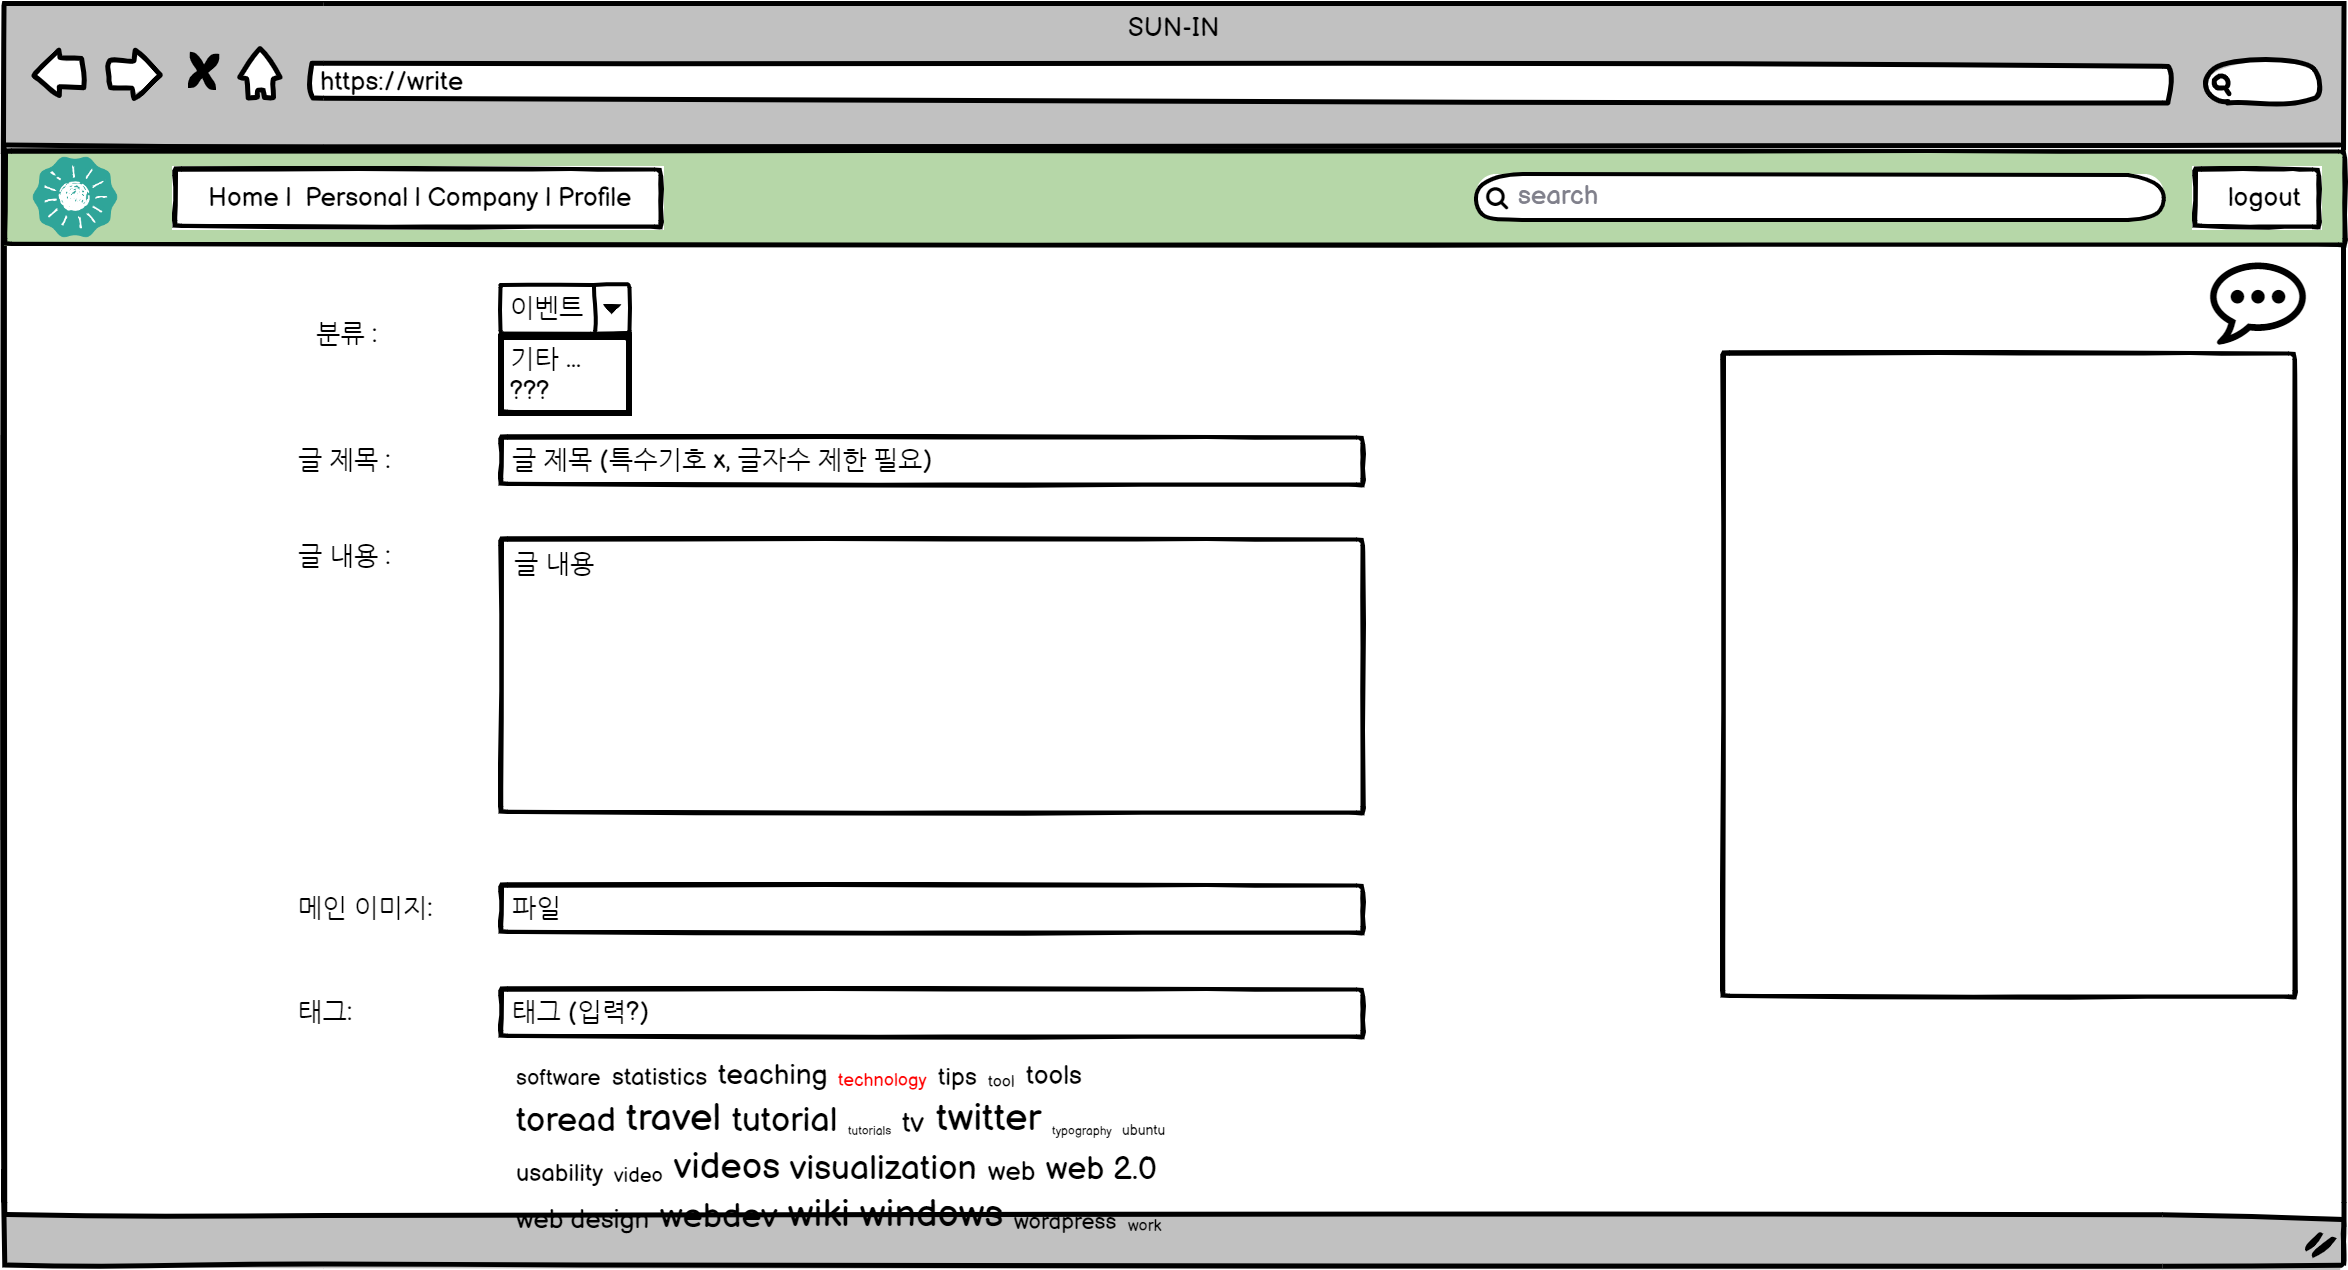 SUN-IN
https://write
Home | Personal | Company | Profile
search
logout
이벤트
분류 :
기타 ...
???
글 제목 :
글 제목 (특수기호 x, 글자수 제한 필요)
글 내용 :
글 내용
메인 이미지:
파일
태그:
태그 (입력?)
software statistics teaching technology tips tool tools
toread travel tutorial tutorials tv twitter typography ubuntu
usability video videos visualization web web 2.0
web design webdev wiki windows wordpress work